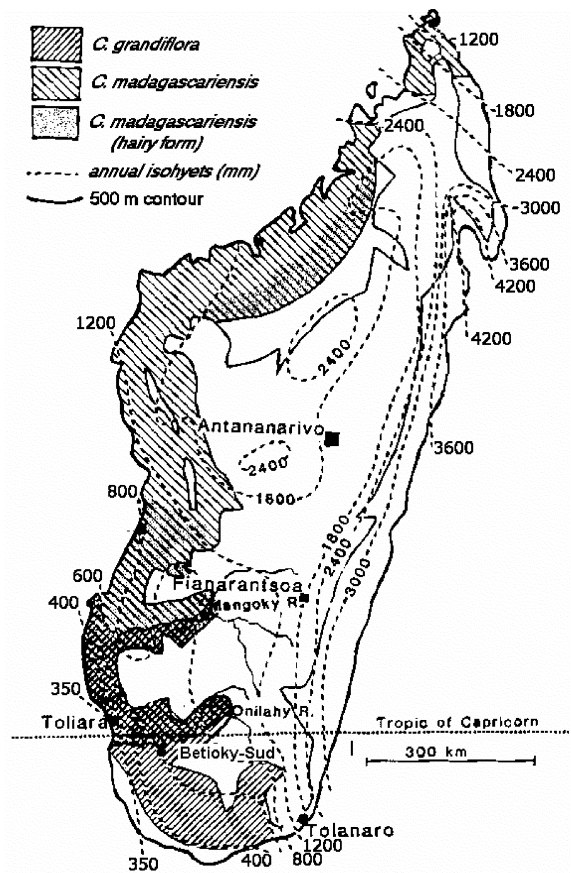 C. grandiflora
C. madagascariensis
C. madagascariensis
(hairy form)
annual isohyets (mm)
500 m contour
1200
1800
2400
2400
3000
3600
4200
4200
1200
2400
Antananarivo
2400
1800
3600
800
1800
2400
3000
Fianarantsoa
Mangoky R.
600
400
350
Toliara
Onilahy R.
Tropic of Capricorn
Betioky-Sud
300 km
Tolanaro
1200
800
400
350